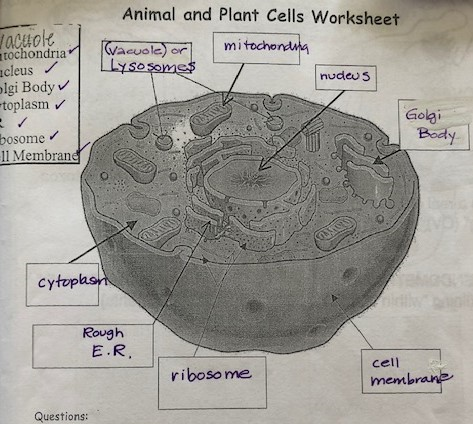 Animal and Plant Cells Worksheet
vacuole
mitochondria
(vacuole) or
Lysosomes
nucleus
Golgi
Body
cytoplasm
Rough
E.R.
ribosome
cell
membrane
tochondria ✓
cleus ✓
olgi Body ✓
toplasm ✓
✓
bosome ✓
ll Membrane ✓
Questions: